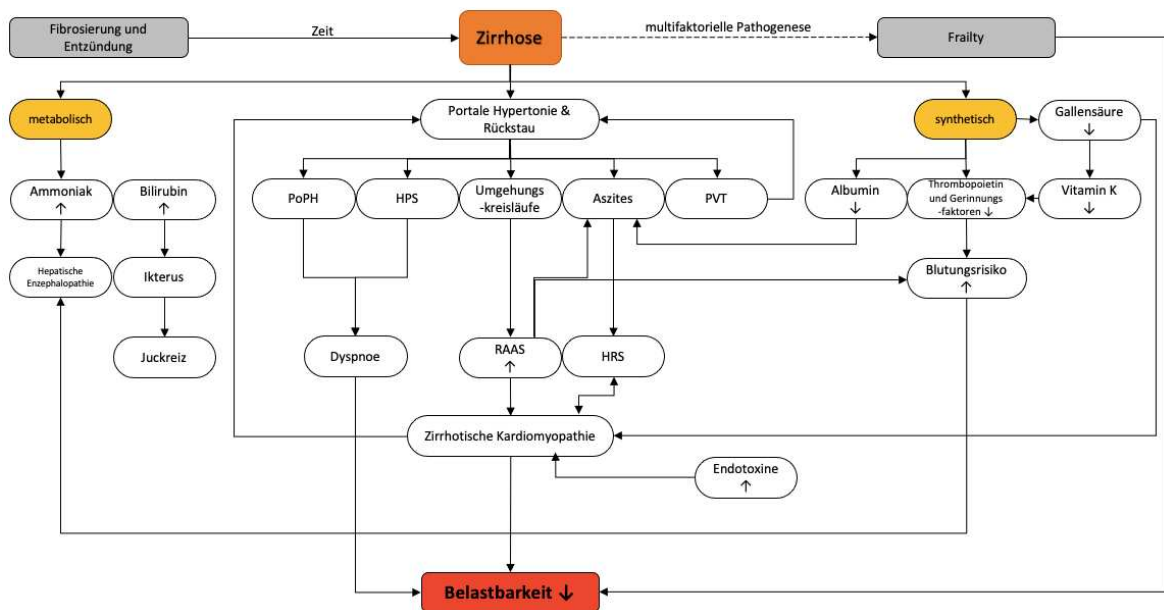 Fibrosierung und
Entzündung
Zeit
Zirrhose
multifaktorielle Pathogenese
Frailty
metabolisch
Portale Hypertonie &
Rückstau
synthetisch
Gallensäure
↓
Ammoniak
↑
Bilirubin
↑
PoPH
HPS
Umgehungs
-kreisläufe
Aszites
PVT
Albumin
↓
Thrombopoietin
und Gerinnungs
-faktoren ↓
Vitamin K
↓
Hepatische
Enzephalopathie
Ikterus
Blutungsrisiko
↑
Juckreiz
Dyspnoe
RAAS
↑
HRS
Zirrhotische Kardiomyopathie
Endotoxine
↑
Belastbarkeit ↓